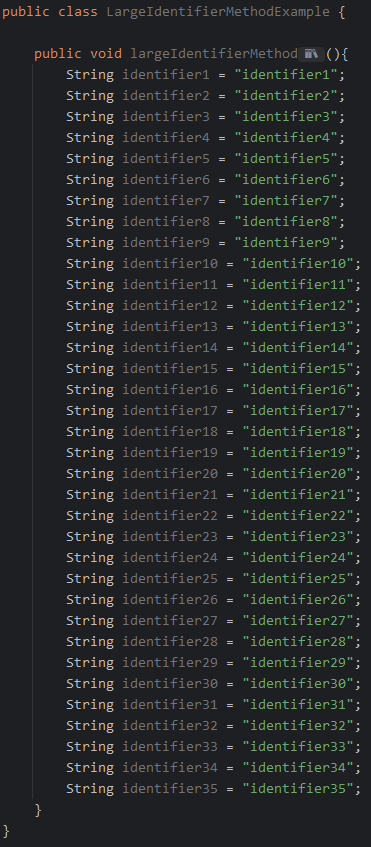 public class LargeIdentifierMethodExample {
public void largeIdentifierMethod(){
String identifier1 = "identifier1";
String identifier2 = "identifier2";
String identifier3 = "identifier3";
String identifier4 = "identifier4";
String identifier5 = "identifier5";
String identifier6 = "identifier6";
String identifier7 = "identifier7";
String identifier8 = "identifier8";
String identifier9 = "identifier9";
String identifier10 = "identifier10";
String identifier11 = "identifier11";
String identifier12 = "identifier12";
String identifier13 = "identifier13";
String identifier14 = "identifier14";
String identifier15 = "identifier15";
String identifier16 = "identifier16";
String identifier17 = "identifier17";
String identifier18 = "identifier18";
String identifier19 = "identifier19";
String identifier20 = "identifier20";
String identifier21 = "identifier21";
String identifier22 = "identifier22";
String identifier23 = "identifier23";
String identifier24 = "identifier24";
String identifier25 = "identifier25";
String identifier26 = "identifier26";
String identifier27 = "identifier27";
String identifier28 = "identifier28";
String identifier29 = "identifier29";
String identifier30 = "identifier30";
String identifier31 = "identifier31";
String identifier32 = "identifier32";
String identifier33 = "identifier33";
String identifier34 = "identifier34";
String identifier35 = "identifier35";
}
}